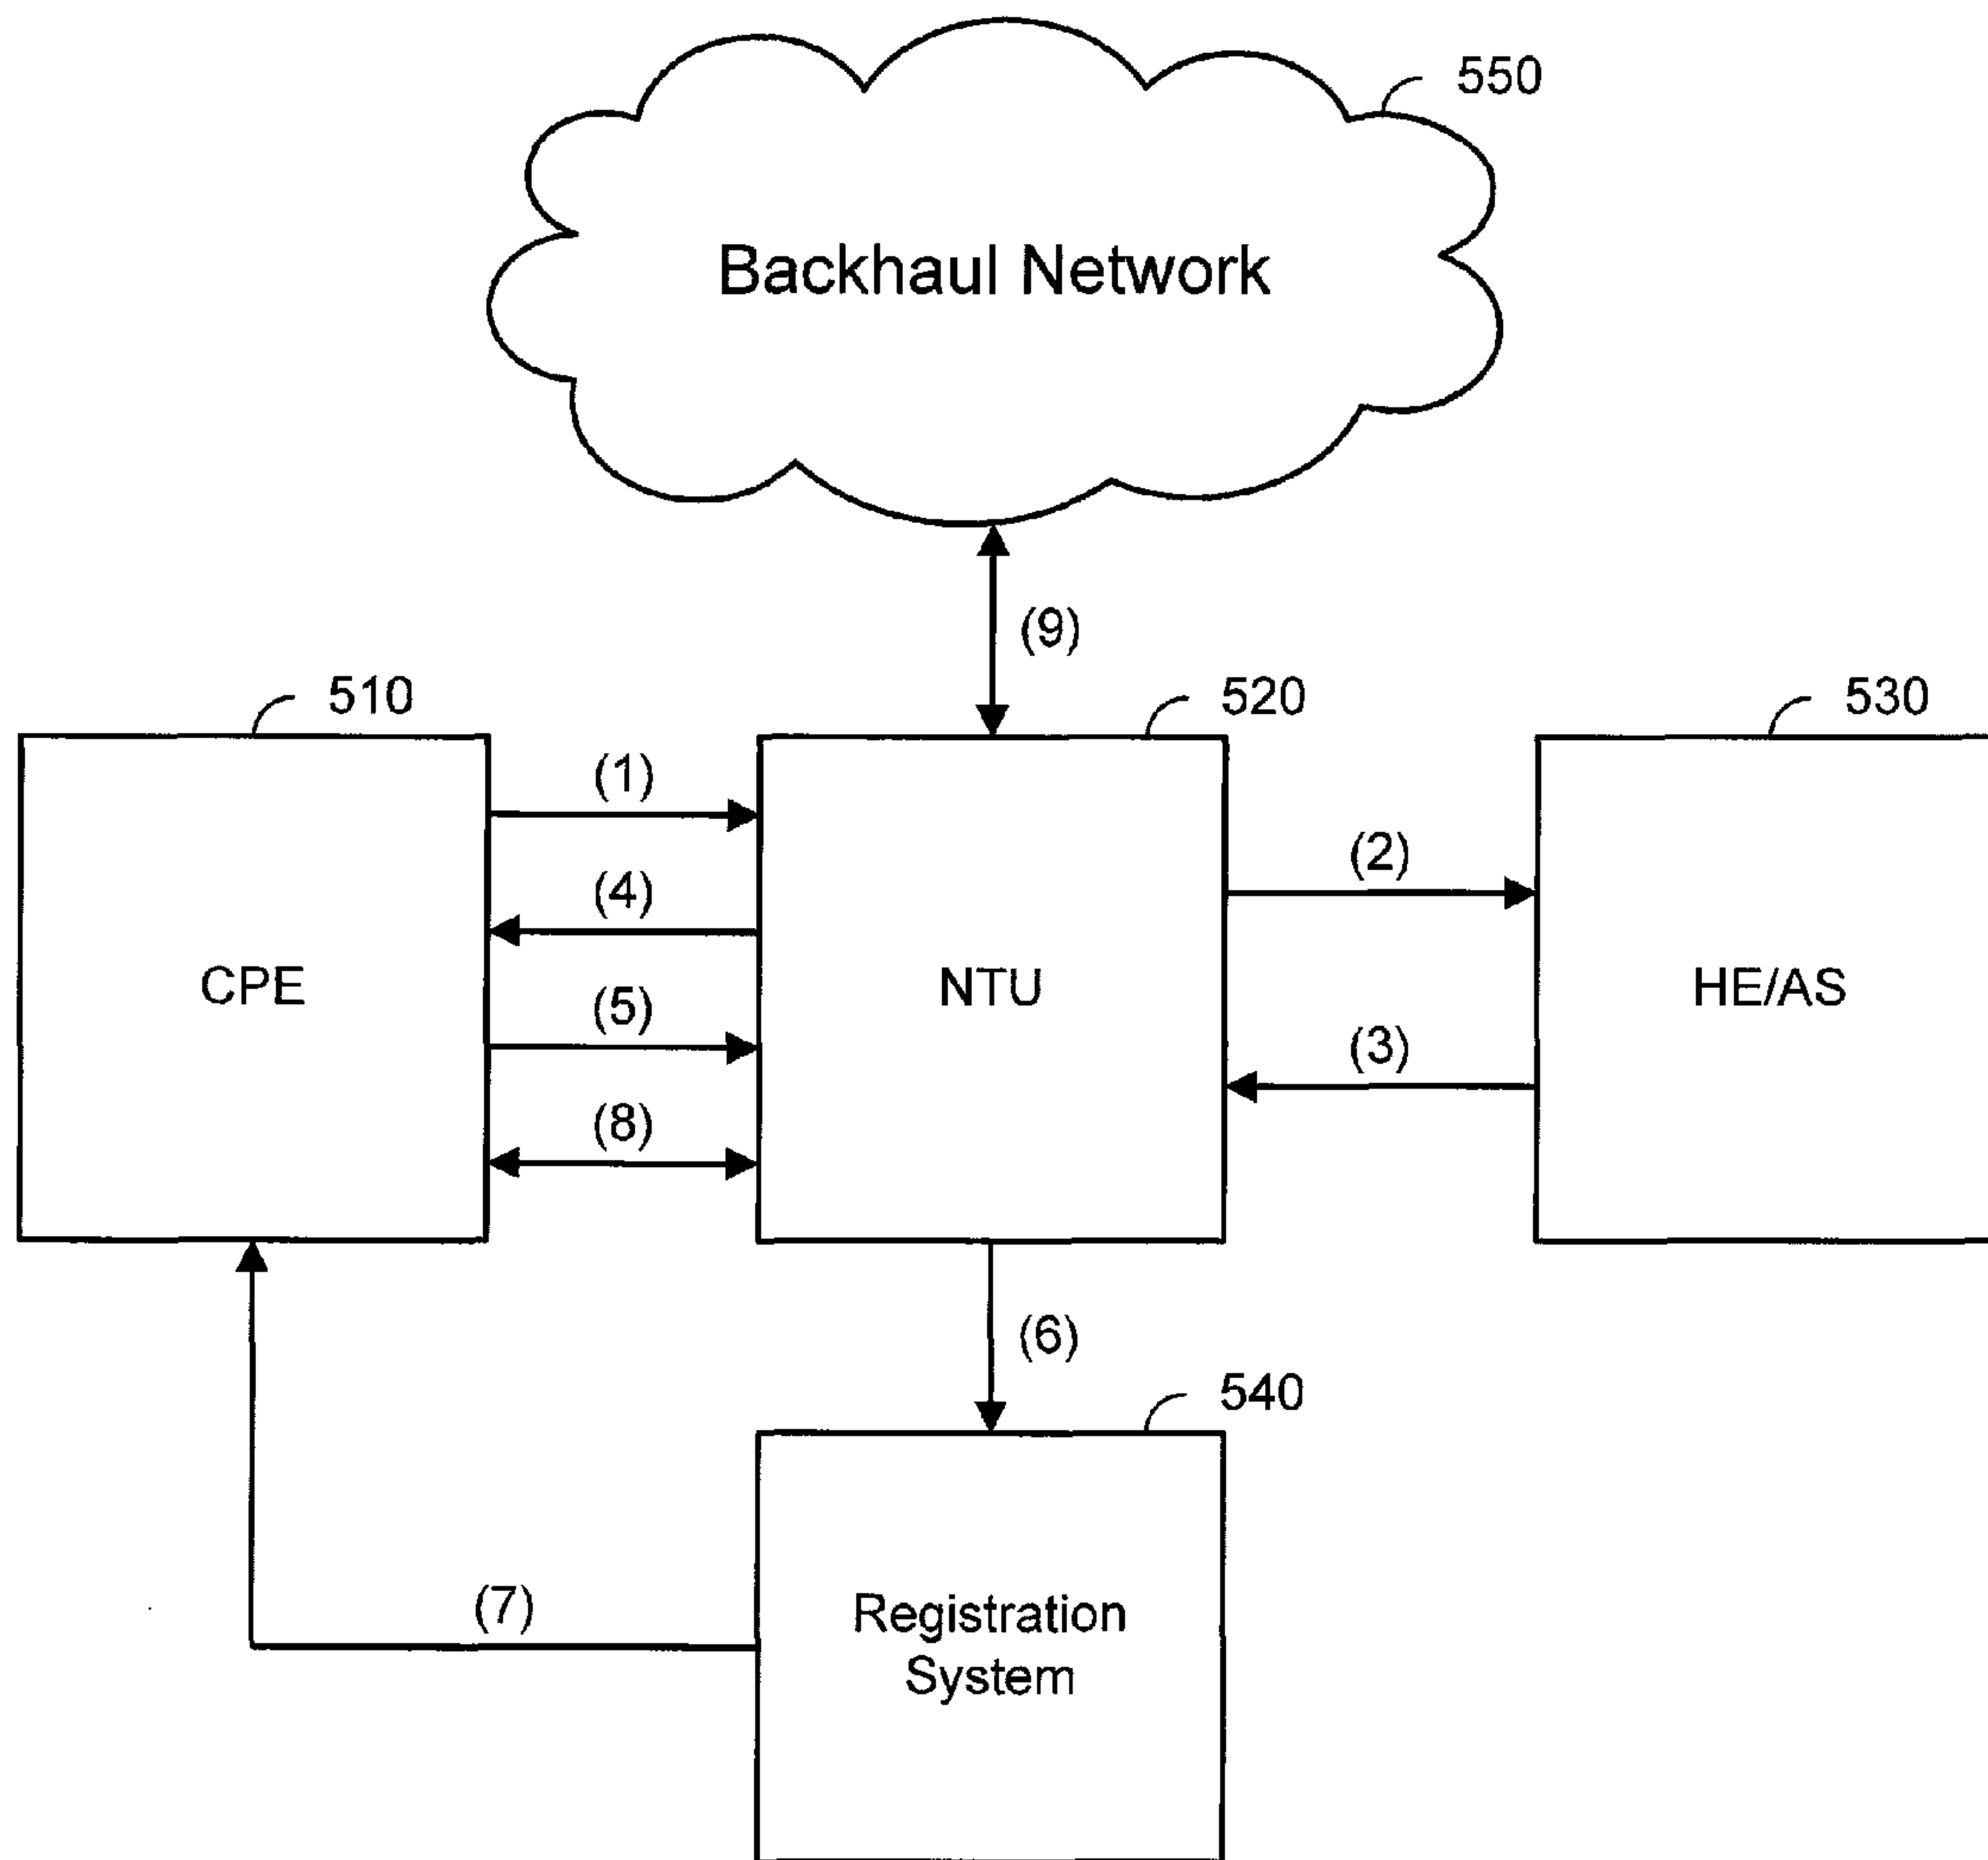 550
Backhaul Network
(9)
510
520
530
(1)
(2)
(4)
CPE
NTU
HE/AS
(5)
(3)
(8)
(6)
540
(7)
Registration
System